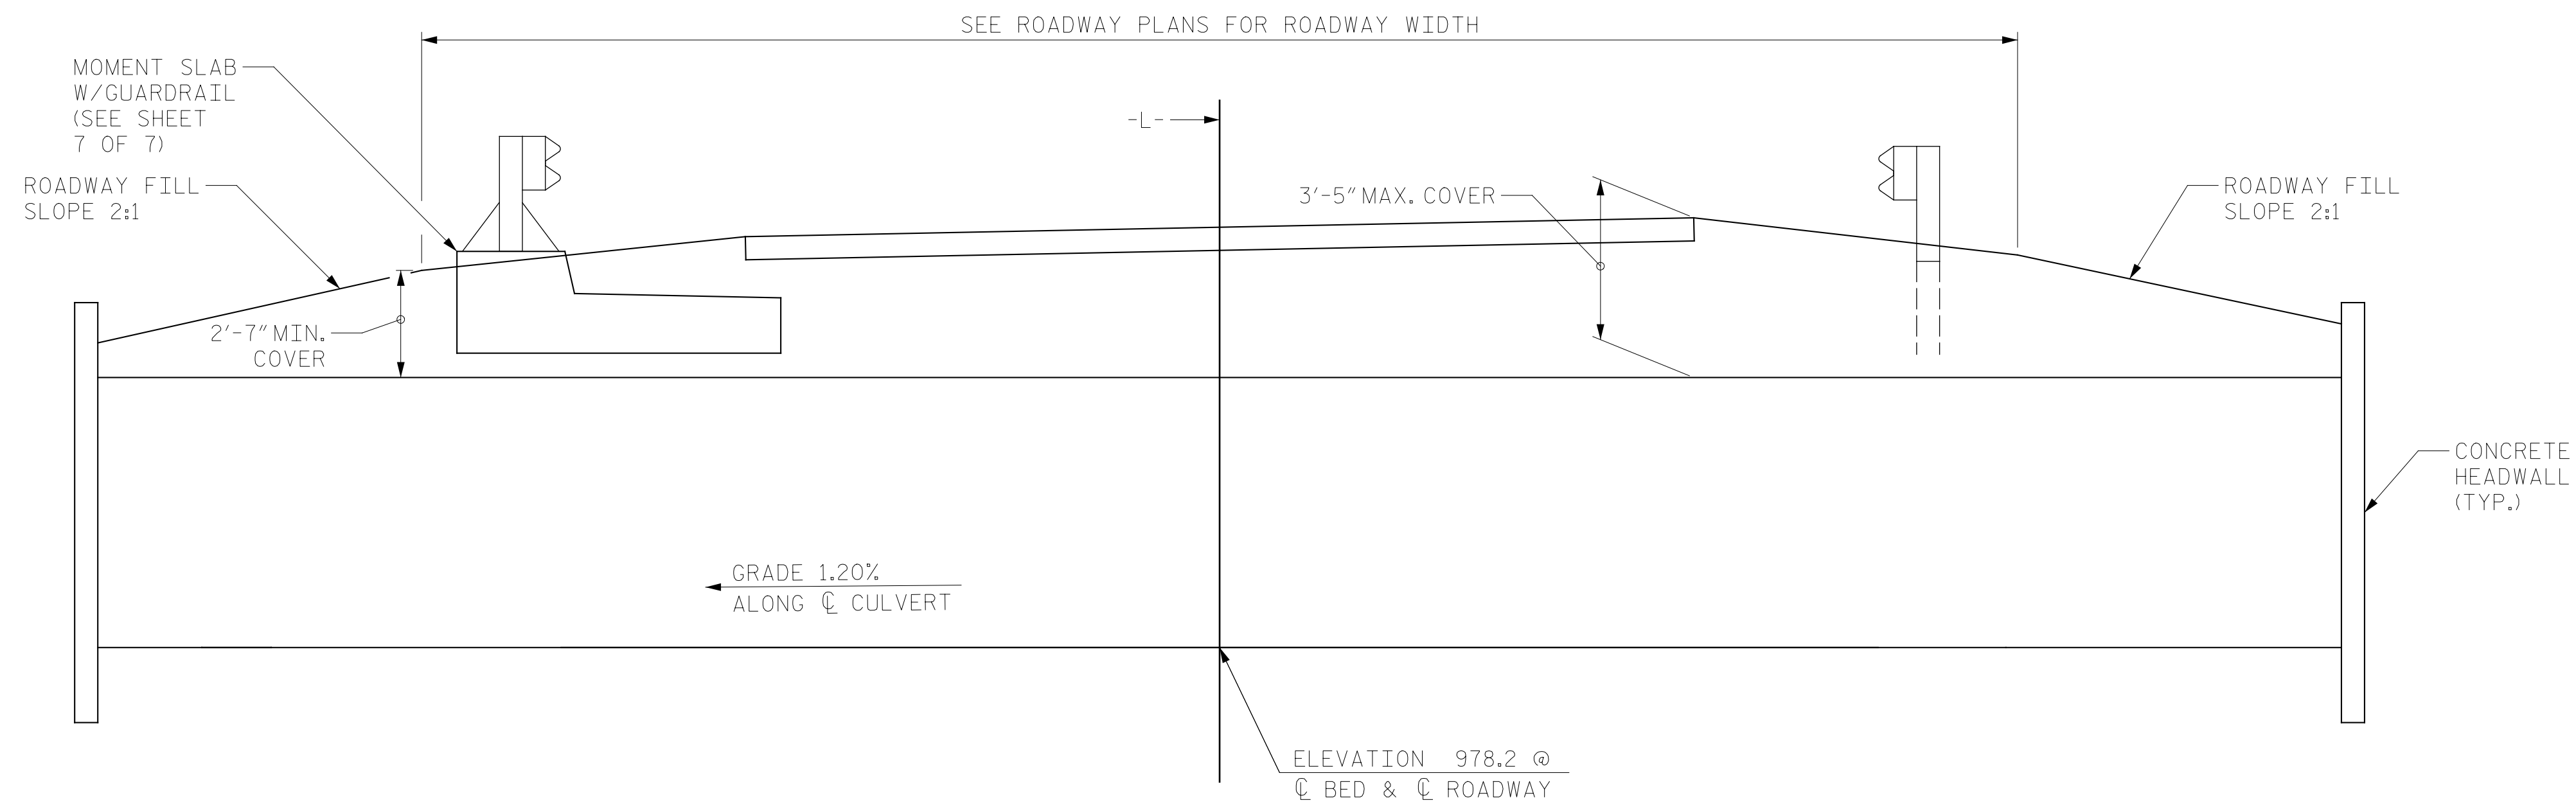 SEE ROADWAY PLANS FOR ROADWAY WIDTH
MOMENT SLAB
W/GUARDRAIL
(SEE SHEET
7 OF 7)
ROADWAY FILL
SLOPE 2:1
-L-
3'-5" MAX. COVER
ROADWAY FILL
SLOPE 2:1
2'-7" MIN.
COVER
CONCRETE
HEADWALL
(TYP.)
GRADE 1.20%
ALONG ℄ CULVERT
ELEVATION 978.2 @
℄ BED & ℄ ROADWAY